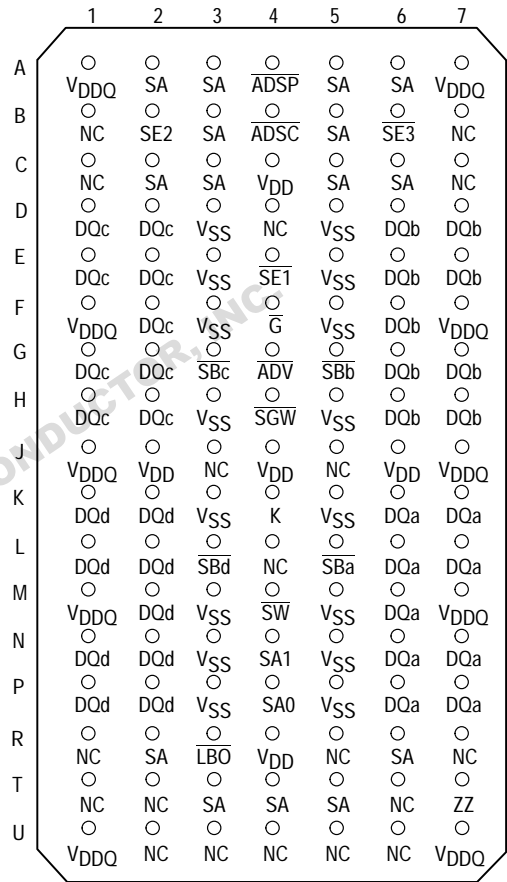 1 2 3 4 5 6 7
A VDDQ SA SA ADSP SA SA VDDQ
B NC SE2 SA ADSC SA SE3 NC
C NC SA SA VDD SA SA NC
D DQc DQc VSS NC VSS DQb DQb
E DQc DQc VSS SE1 VSS DQb DQb
F VDDQ DQc VSS G VSS DQb VDDQ
G DQc DQc SBc ADV SBb DQb DQb
H DQc DQc VSS SGW VSS DQb DQb
J VDDQ VDD NC VDD NC VDD VDDQ
K DQd DQd VSS K VSS DQa DQa
L DQd DQd SBd NC SBa DQa DQa
M VDDQ DQd VSS SW VSS DQa VDDQ
N DQd DQd VSS SA1 VSS DQa DQa
P DQd DQd VSS SA0 VSS DQa DQa
R NC SA LBO VDD NC SA NC
T NC NC SA SA SA NC ZZ
U VDDQ NC NC NC NC NC VDDQ
ONDUCTOR, INC.